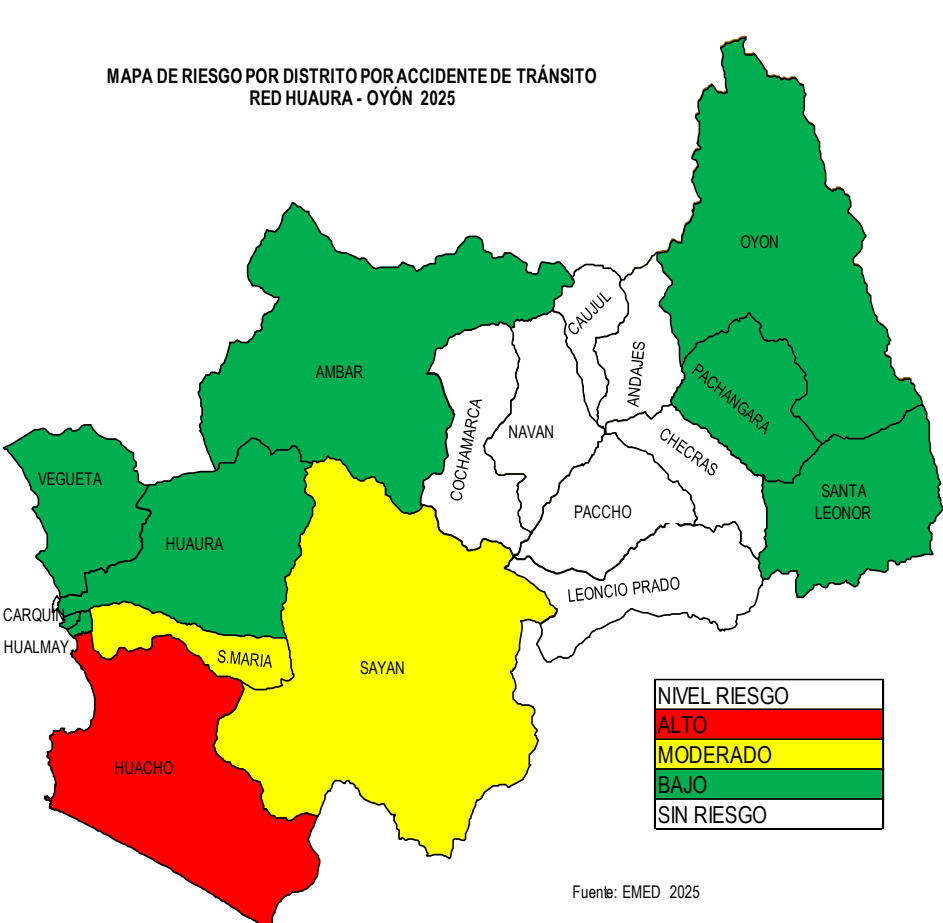 MAPA DE RIESGO POR DISTRITO POR ACCIDENTE DE TRÁNSITO
RED HUAURA - OYÓN 2025
OYON
CAUJUL
ANDAJES
AMBAR
PACHANGARA
COCHAMARCA
NAVAN
CHECRAS
VEGUETA
SANTA
LEONOR
PACCHO
HUAURA
LEONCIO PRADO
CARQUIN
HUALMAY
S.MARIA
SAYAN
HUACHO
NIVEL RIESGO
ALTO
MODERADO
BAJO
SIN RIESGO
Fuente: EMED 2025